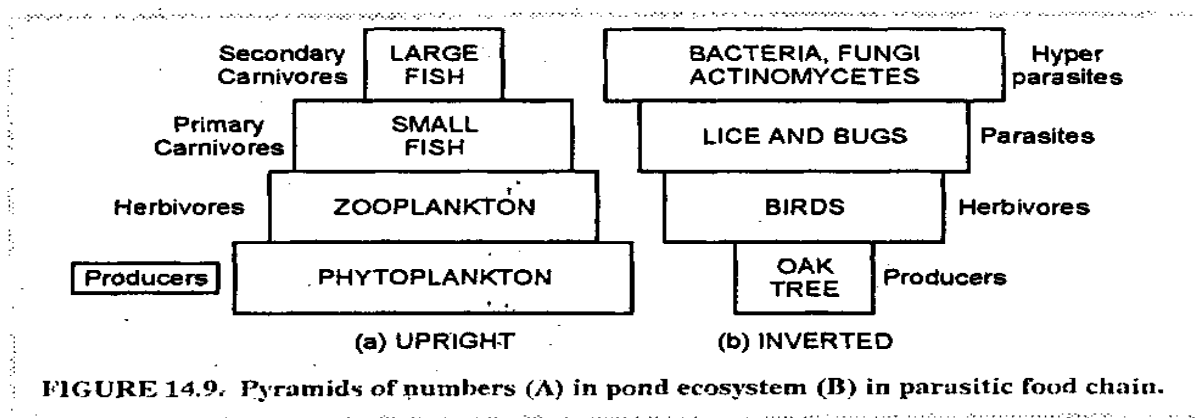 Secondary
Carnivores
LARGE
FISH
Primary
Carnivores
SMALL
FISH
Herbivores
ZOOPLANKTON
Producers
PHYTOPLANKTON
(a) UPRIGHT
BACTERIA, FUNGI
ACTINOMYCETES
Hyper
parasites
LICE AND BUGS
Parasites
BIRDS
Herbivores
OAK
TREE
Producers
(b) INVERTED
FIGURE 14.9. Pyramids of numbers (A) in pond ecosystem (B) in parasitic food chain.